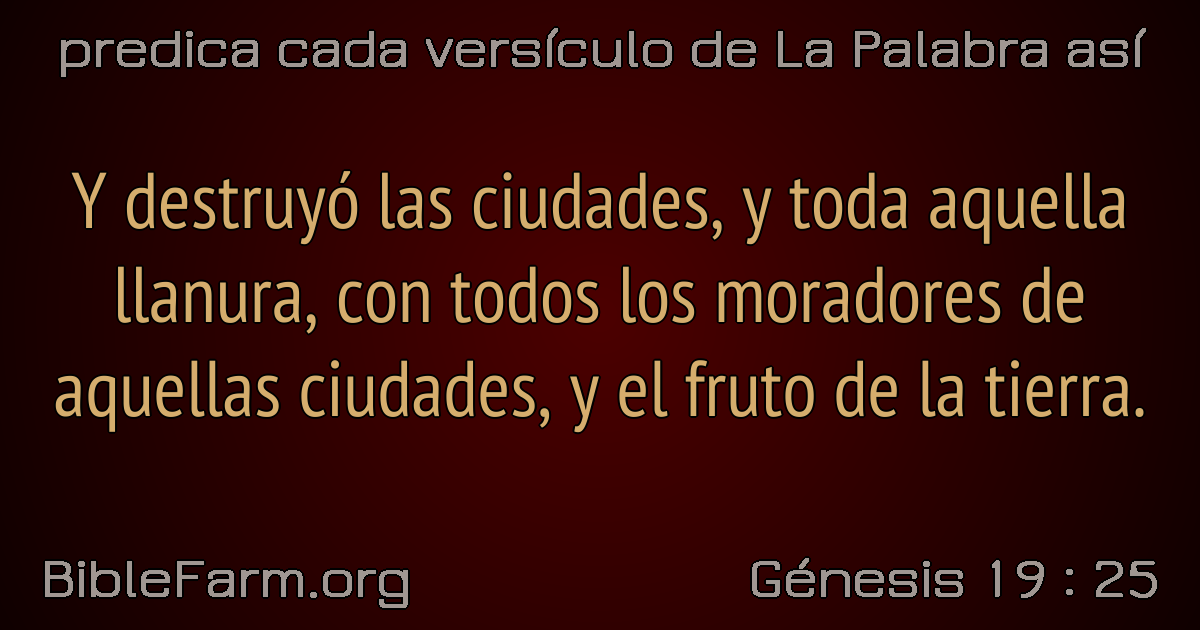 predica cada versículo de La Palabra así
Y destruyó las ciudades, y toda aquella
llanura, con todos los moradores de
aquellas ciudades, y el fruto de la tierra.
BibleFarm.org
Génesis 19 : 25